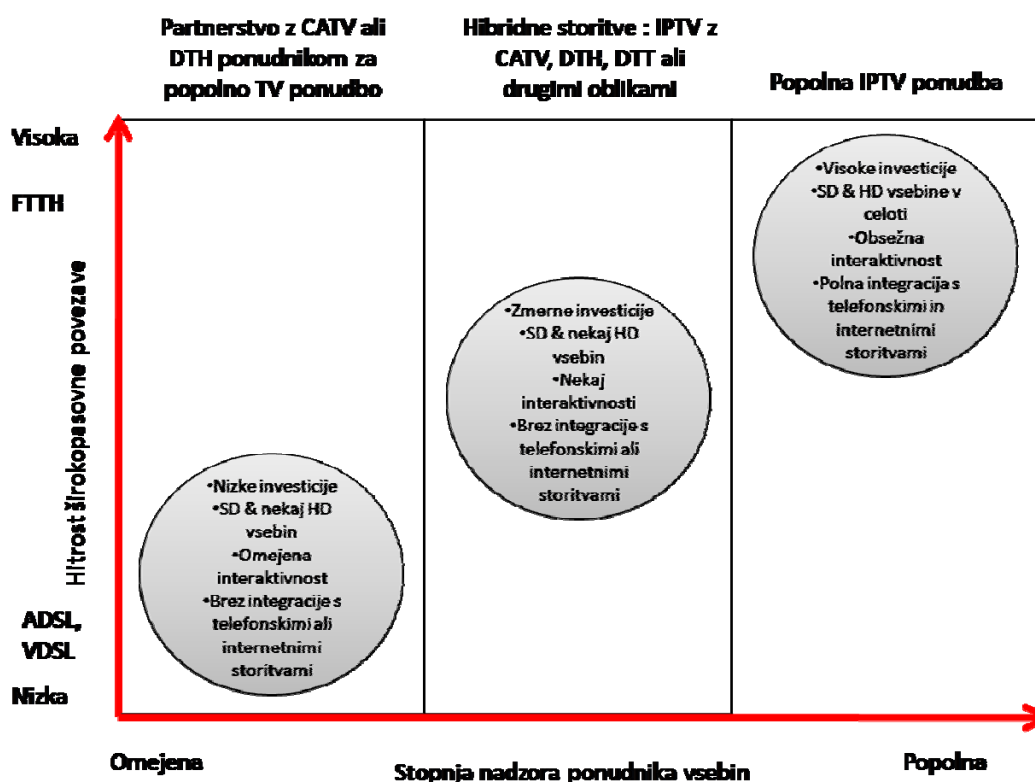 Partnerstvo z CATV ali
DTH ponudnikom za
popolno TV ponudbo
Hibridne storitve : IPTV z
CATV, DTH, DTT ali
drugimi oblikami
Popolna IPTV ponudba
Visoka
FTTH
Hitrost širokopasovne povezave
ADSL,
VDSL
Nizka
•Nizke investicije
•SD & nekaj HD
vsebin
•Omejena
interaktivnost
•Brez integracije s
telefonskimi ali
internetnimi
storitvami
•Zmerne investicije
•SD & nekaj HD
vsebin
•Nekaj
interaktivnosti
•Brez integracije s
telefonskimi ali
internetnimi
storitvami
•Visoke investicije
•SD & HD vsebine v
celoti
•Obsežna
interaktivnost
•Polna integracija s
telefonskimi in
internetnimi
storitvami
Omejena
Stopnja nadzora ponudnika vsebin
Popolna